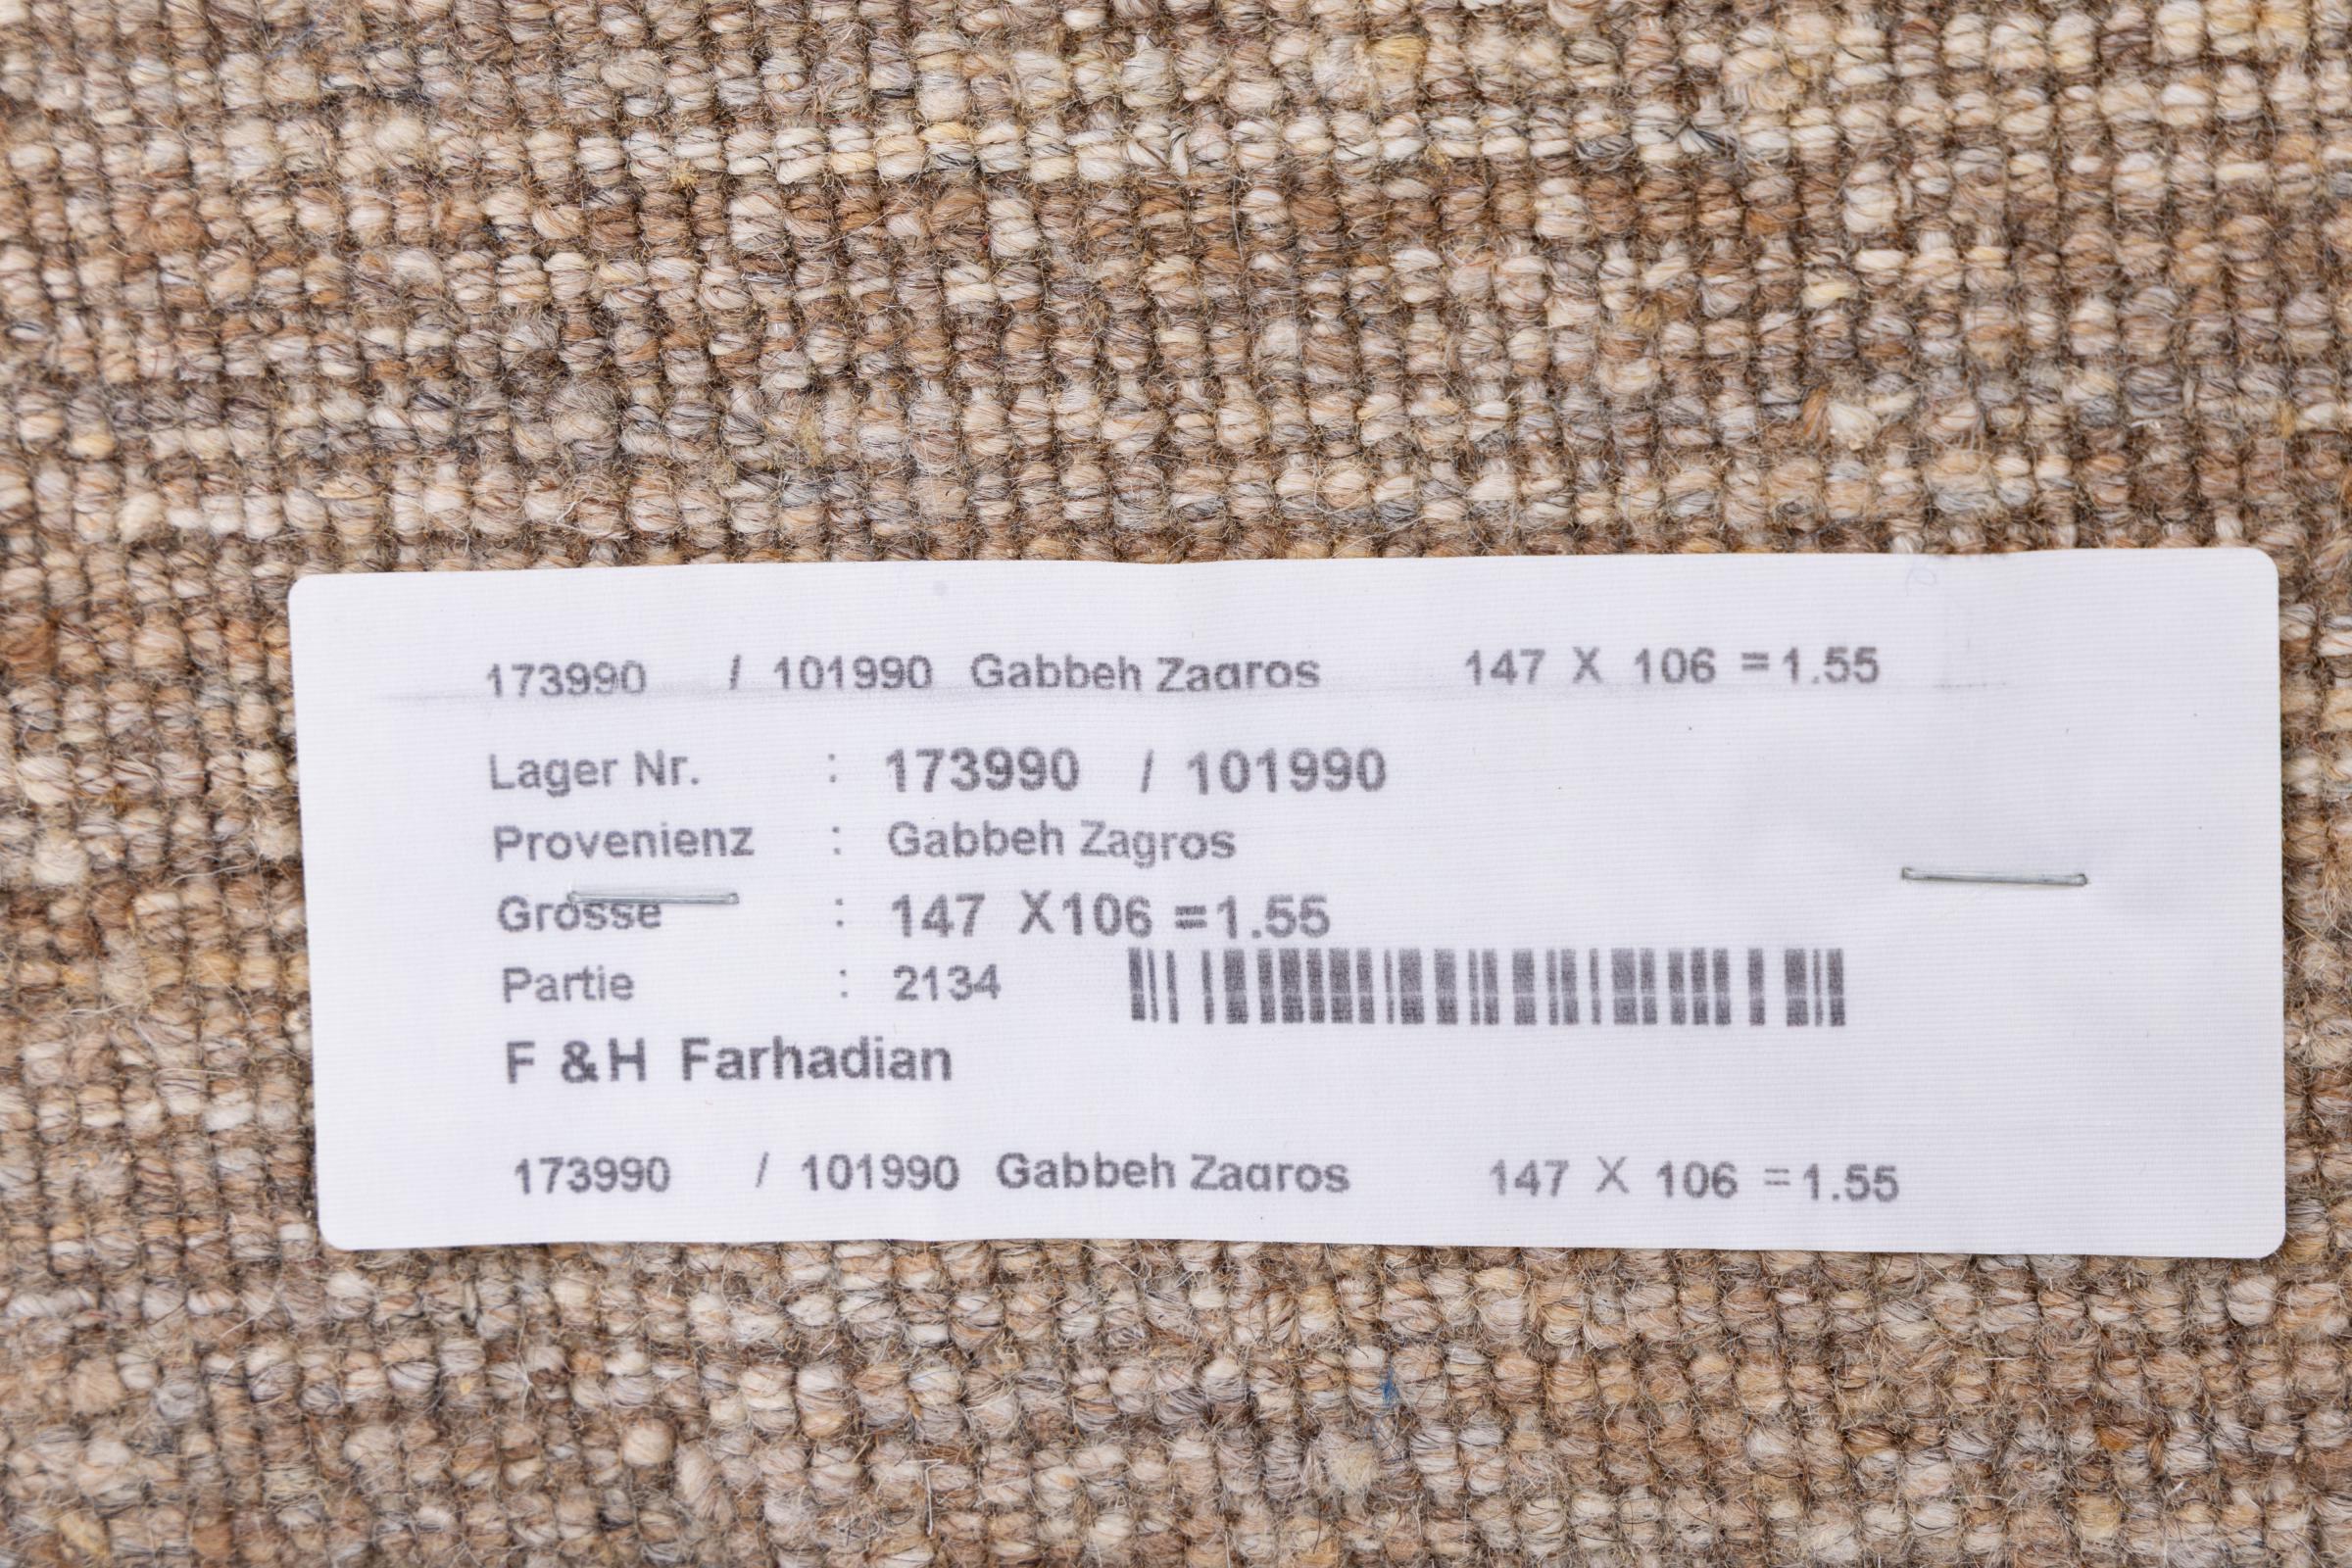 173990 / 101990 Gabbeh Zagros 147 X 106 =1.55
Lager Nr. : 173990 / 101990
Provenienz : Gabbeh Zagros
Grosse : 147 X106 =1.55
Partie : 2134
F &H Farhadian
173990 / 101990 Gabbeh Zagros 147 X 106 =1.55